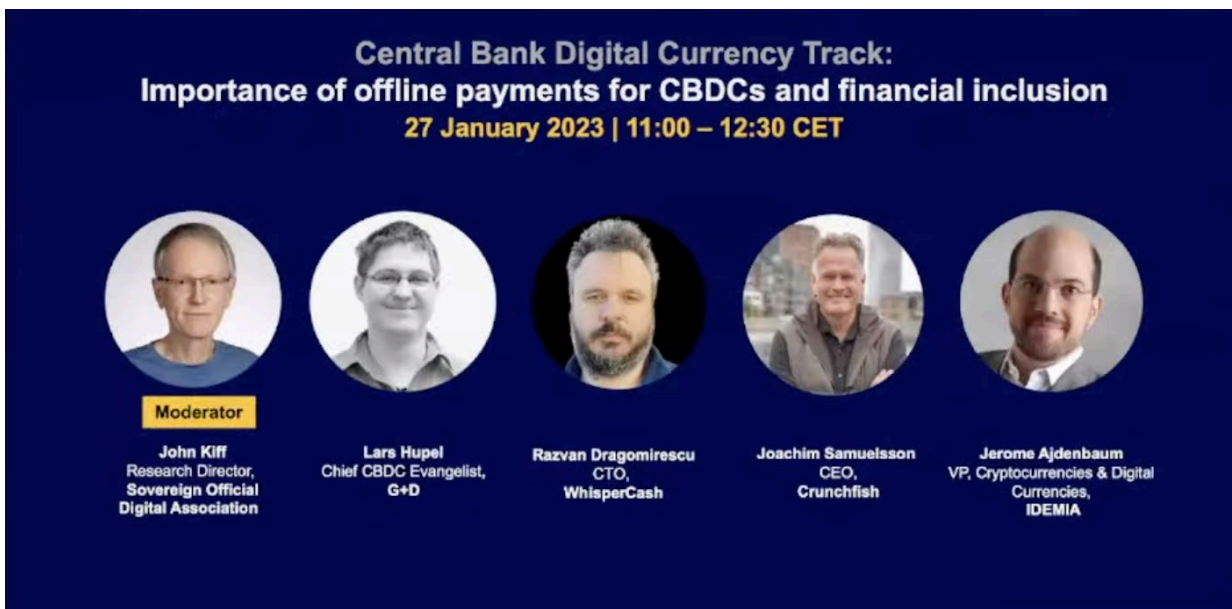 Central Bank Digital Currency Track:
Importance of offline payments for CBDCs and financial inclusion
27 January 2023 | 11:00 – 12:30 CET
Moderator
John Kiff
Research Director,
Sovereign Official
Digital Association
Lars Hupel
Chief CBDC Evangelist,
G+D
Razvan Dragomirescu
CTO,
WhisperCash
Joachim Samuelsson
CEO,
Crunchfish
Jerome Ajdenbaum
VP, Cryptocurrencies & Digital
Currencies,
IDEMIA